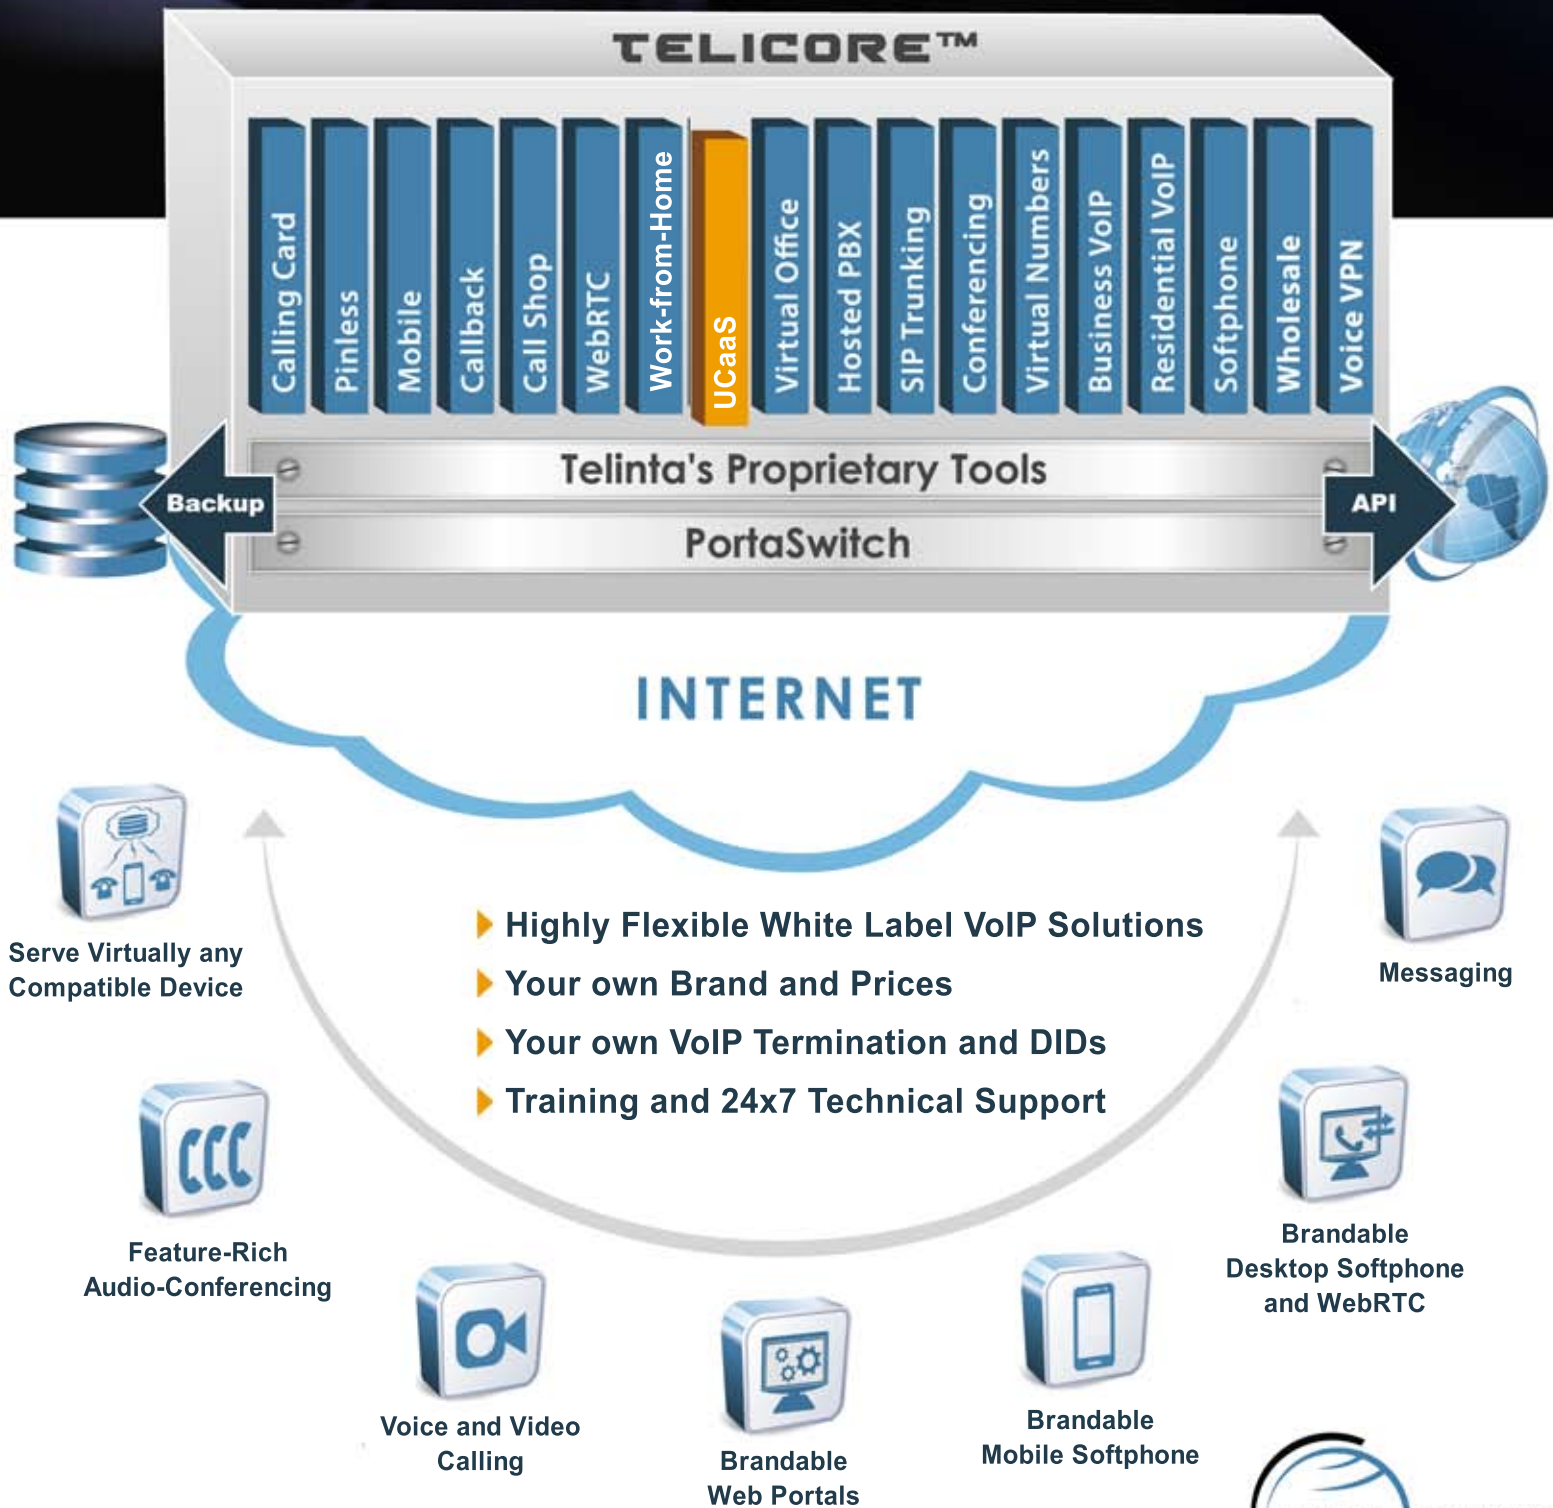 TELICORE™
Calling Card
Pinless
Mobile
Callback
Call Shop
WebRTC
Work-from-Home
UCaaS
Virtual Office
Hosted PBX
SIP Trunking
Conferencing
Virtual Numbers
Business VoIP
Residential VoIP
Softphone
Wholesale
Voice VPN
Telinta's Proprietary Tools
Backup
API
PortaSwitch
INTERNET
Highly Flexible White Label VoIP Solutions
Your own Brand and Prices
Your own VoIP Termination and DIDs
Training and 24x7 Technical Support
Serve Virtually any
Compatible Device
Messaging
Feature-Rich
Audio-Conferencing
Brandable
Desktop Softphone
and WebRTC
Voice and Video
Calling
Brandable
Web Portals
Brandable
Mobile Softphone